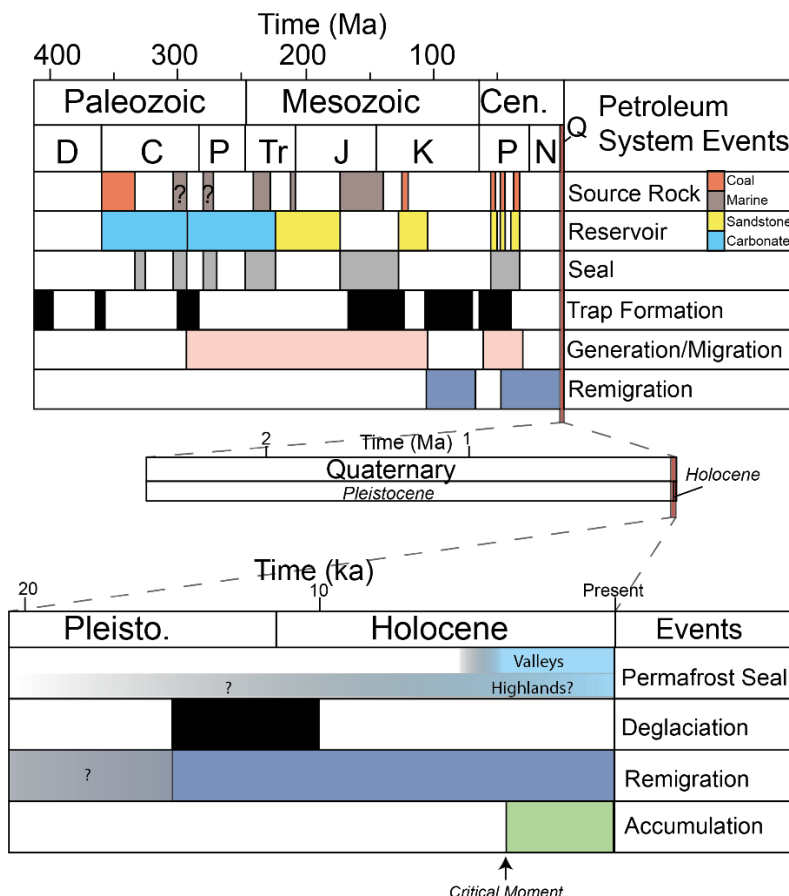 Time (Ma)
400 300 200 100
Paleozoic Mesozoic Cen. Petroleum
Q System Events
D C P Tr J K P N
? ? Source Rock Coal
Marine
Reservoir Sandstone
Carbonate
Seal
Trap Formation
Generation/Migration
Remigration
2 Time (Ma) 1
Quaternary
Pleistocene
Holocene
Time (ka)
20 10 Present
Pleisto. Holocene Events
Valleys
? Highlands? Permafrost Seal
Deglaciation
? Remigration
Accumulation
Critical Moment